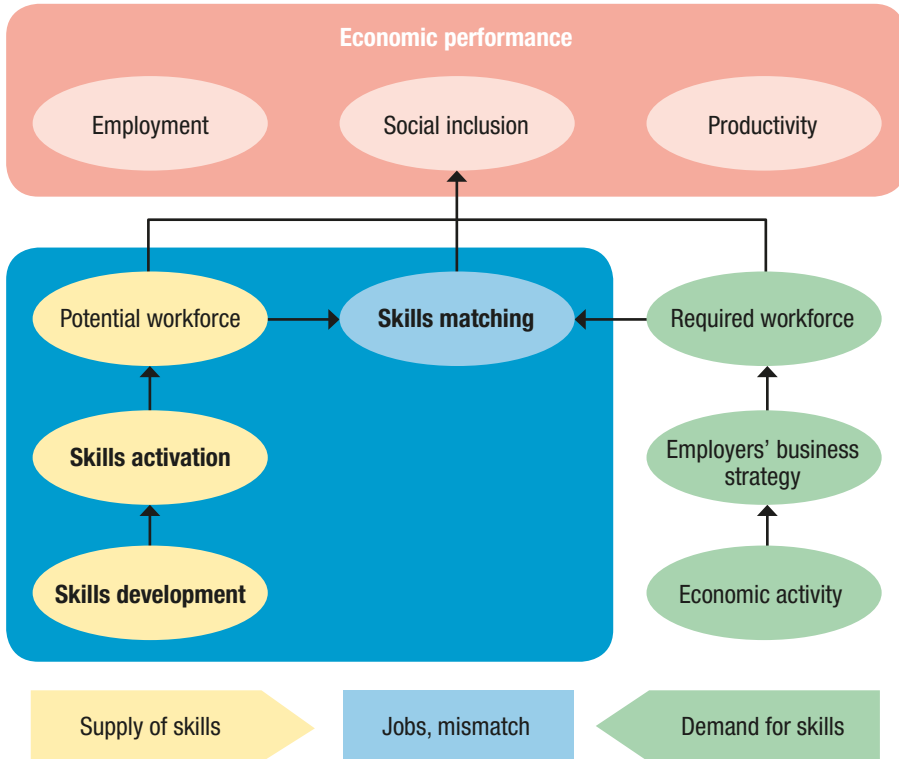 Economic performance
Employment
Social inclusion
Productivity
Potential workforce
Skills matching
Required workforce
Skills activation
Employers’ business
strategy
Skills development
Economic activity
Supply of skills
Jobs, mismatch
Demand for skills